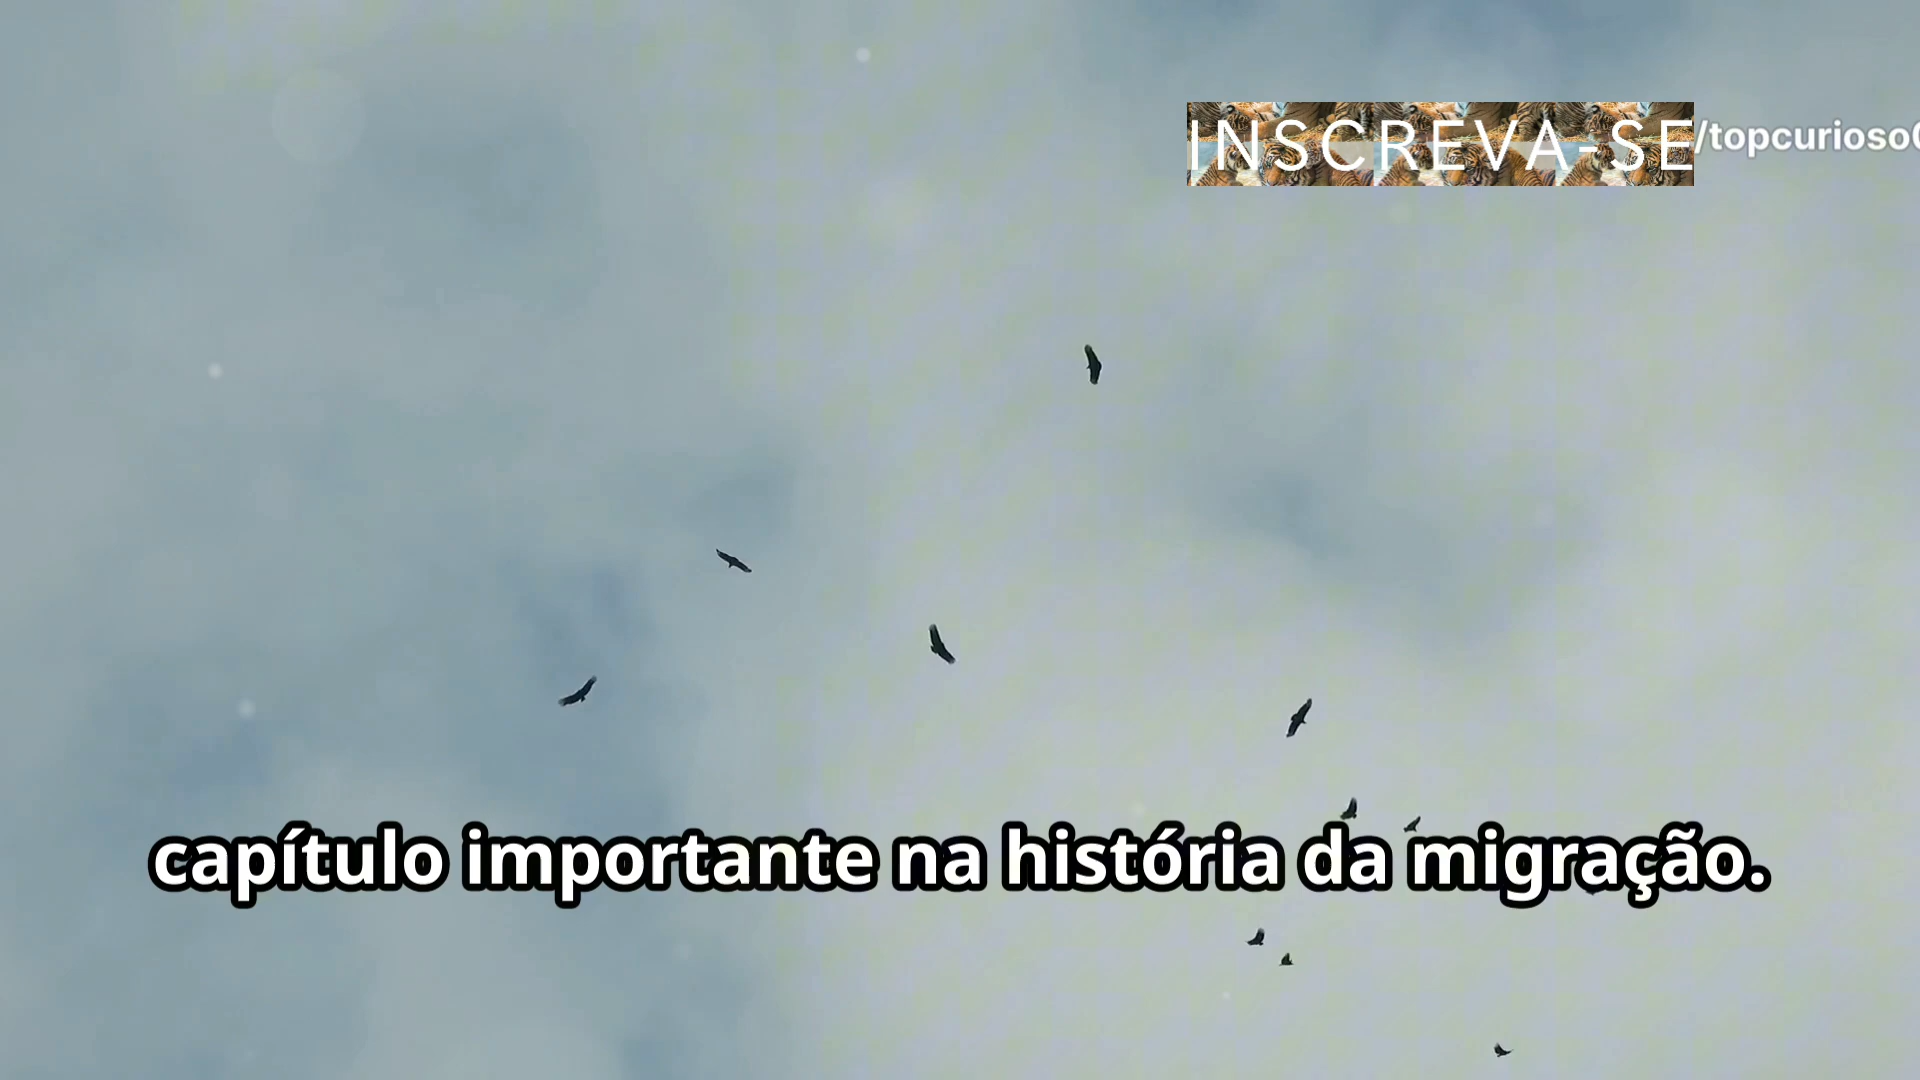 INSCREVA-SE
/topcurioso
capítulo importante na história da migração.